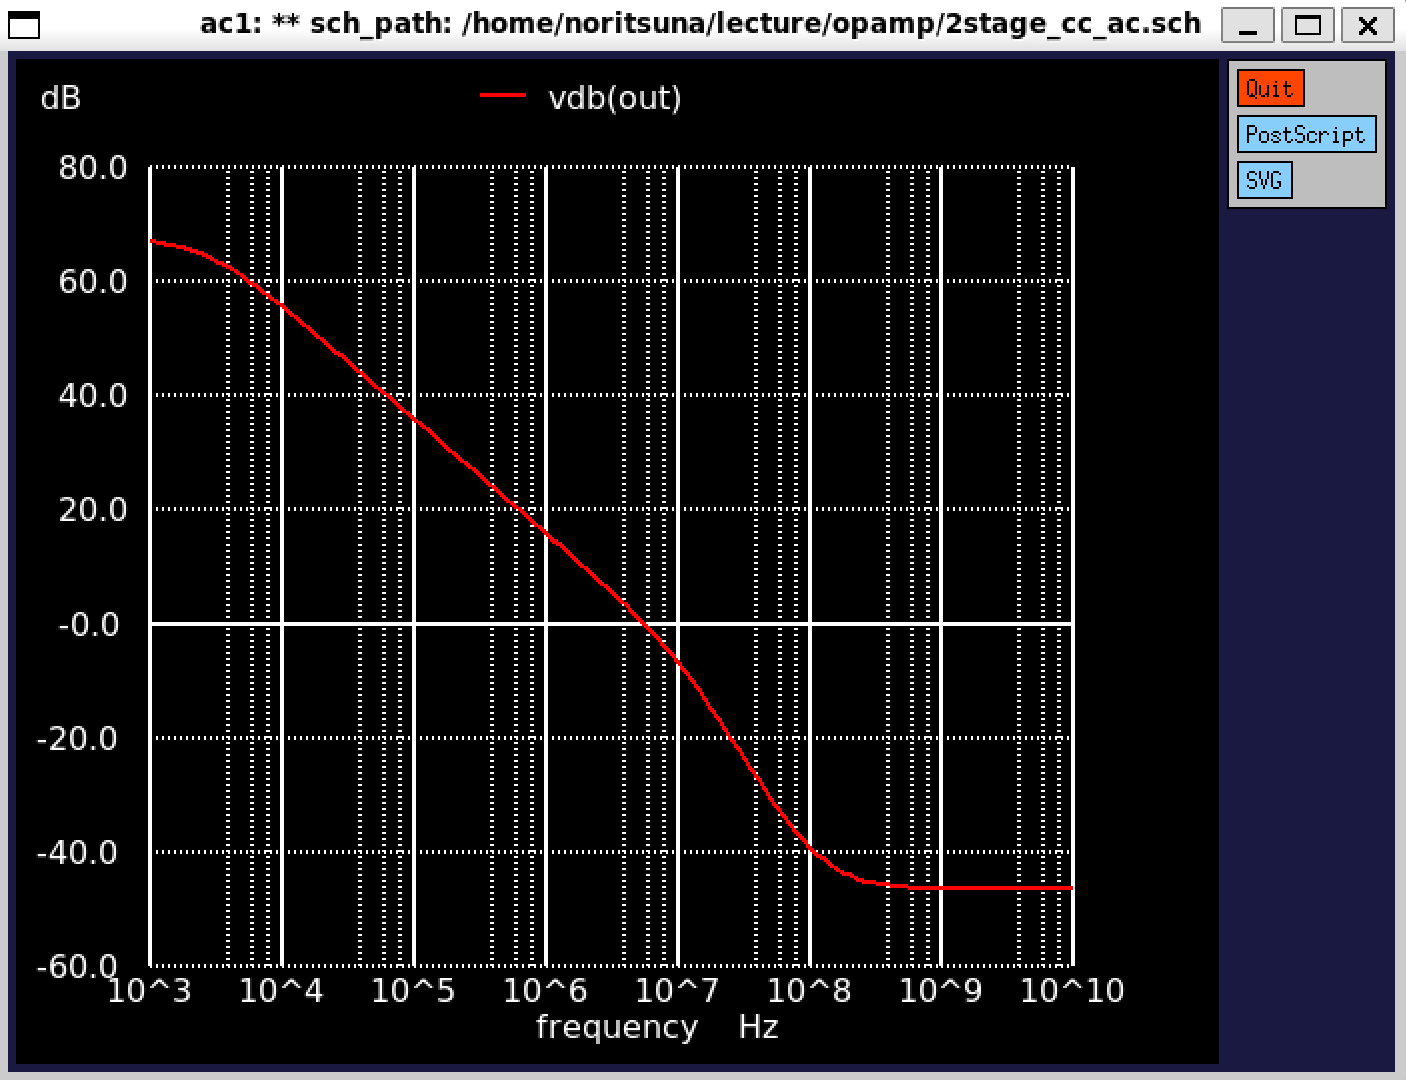 ac1: ** sch_path: /home/noritsuna/lecture/opamp/2stage_cc_ac.sch
Quit
PostScript
SVG
dB
vdb(out)
80.0
60.0
40.0
20.0
-0.0
-20.0
-40.0
-60.0
10^3 10^4 10^5 10^6 10^7 10^8 10^9 10^10
frequency Hz